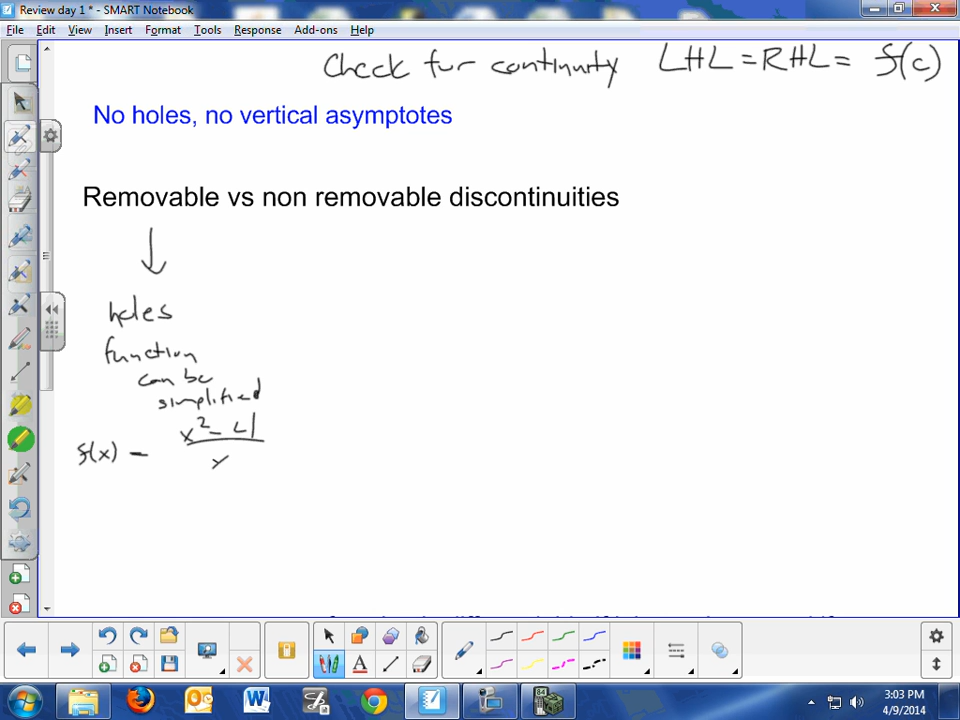 Review day 1 * - SMART Notebook
File Edit View Insert Format Tools Response Add-ons Help
Check for continuity LHL = RHL = f(c)
No holes, no vertical asymptotes
Removable vs non removable discontinuities
holes
function
can be
simplified
x² - 4
f(x) =
x
3:03 PM
4/9/2014